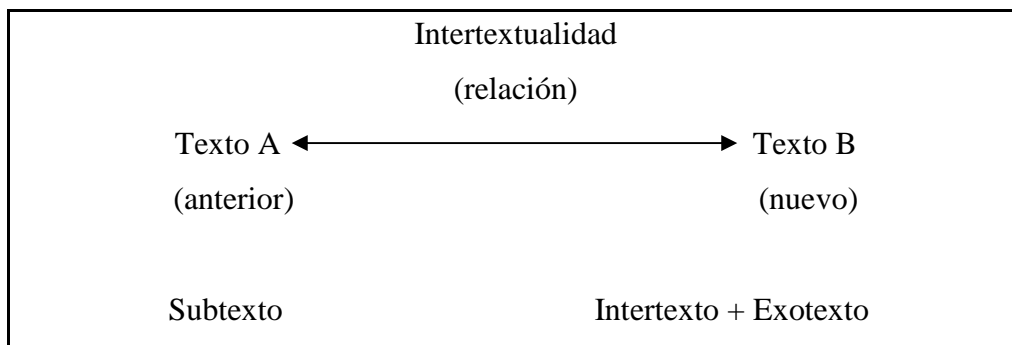 Intertextualidad
(relación)
Texto A Texto B
(anterior) (nuevo)
Subtexto Intertexto + Exotexto